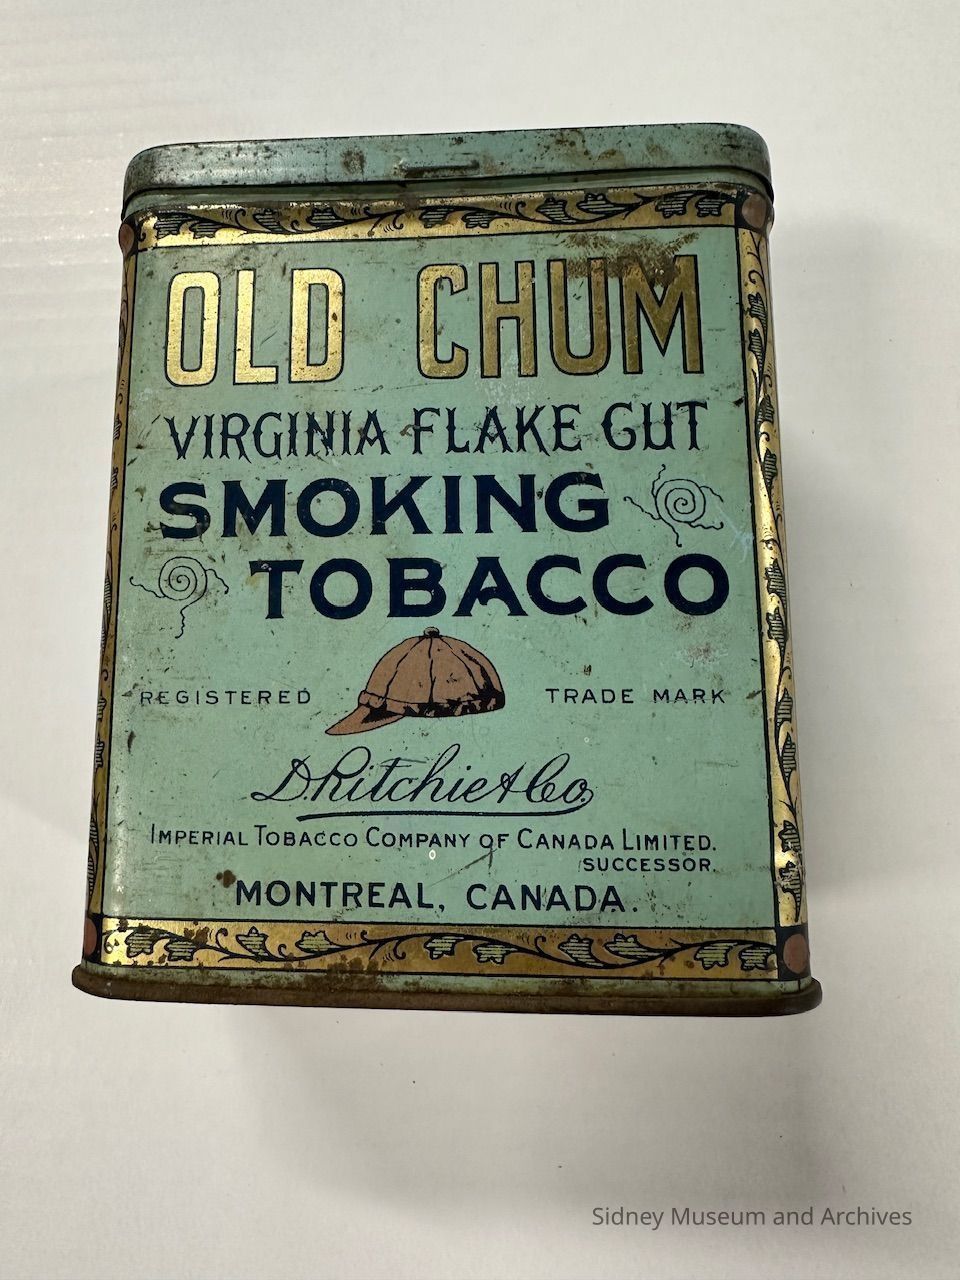 OLD CHUM
VIRGINIA FLAKE CUT
SMOKING
TOBACCO
REGISTERED TRADE MARK
D. Ritchie & Co.
IMPERIAL TOBACCO COMPANY OF CANADA LIMITED.
SUCCESSOR.
MONTREAL, CANADA.
Sidney Museum and Archives